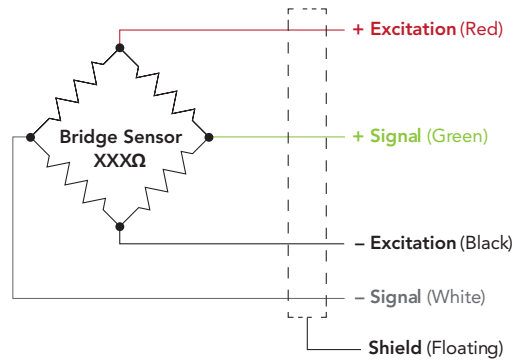 + Excitation (Red)
Bridge Sensor
XXXΩ
+ Signal (Green)
– Excitation (Black)
– Signal (White)
Shield (Floating)